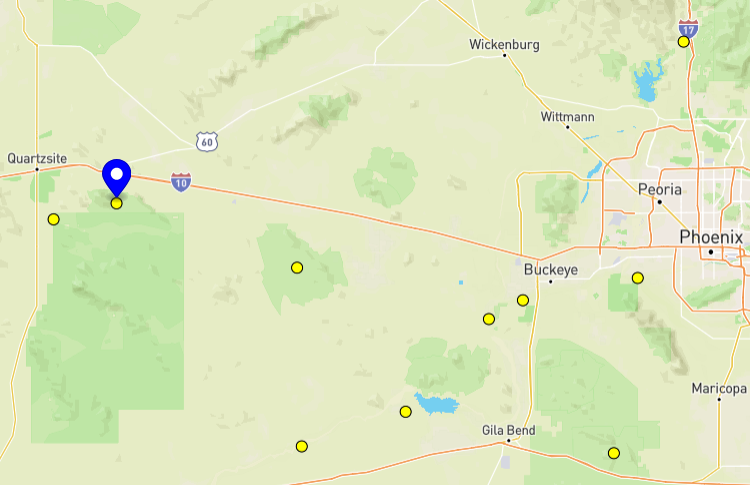 17
Wickenburg
Wittmann
60
Quartzsite
10
Peoria
Phoenix
Buckeye
Maricopa
Gila Bend